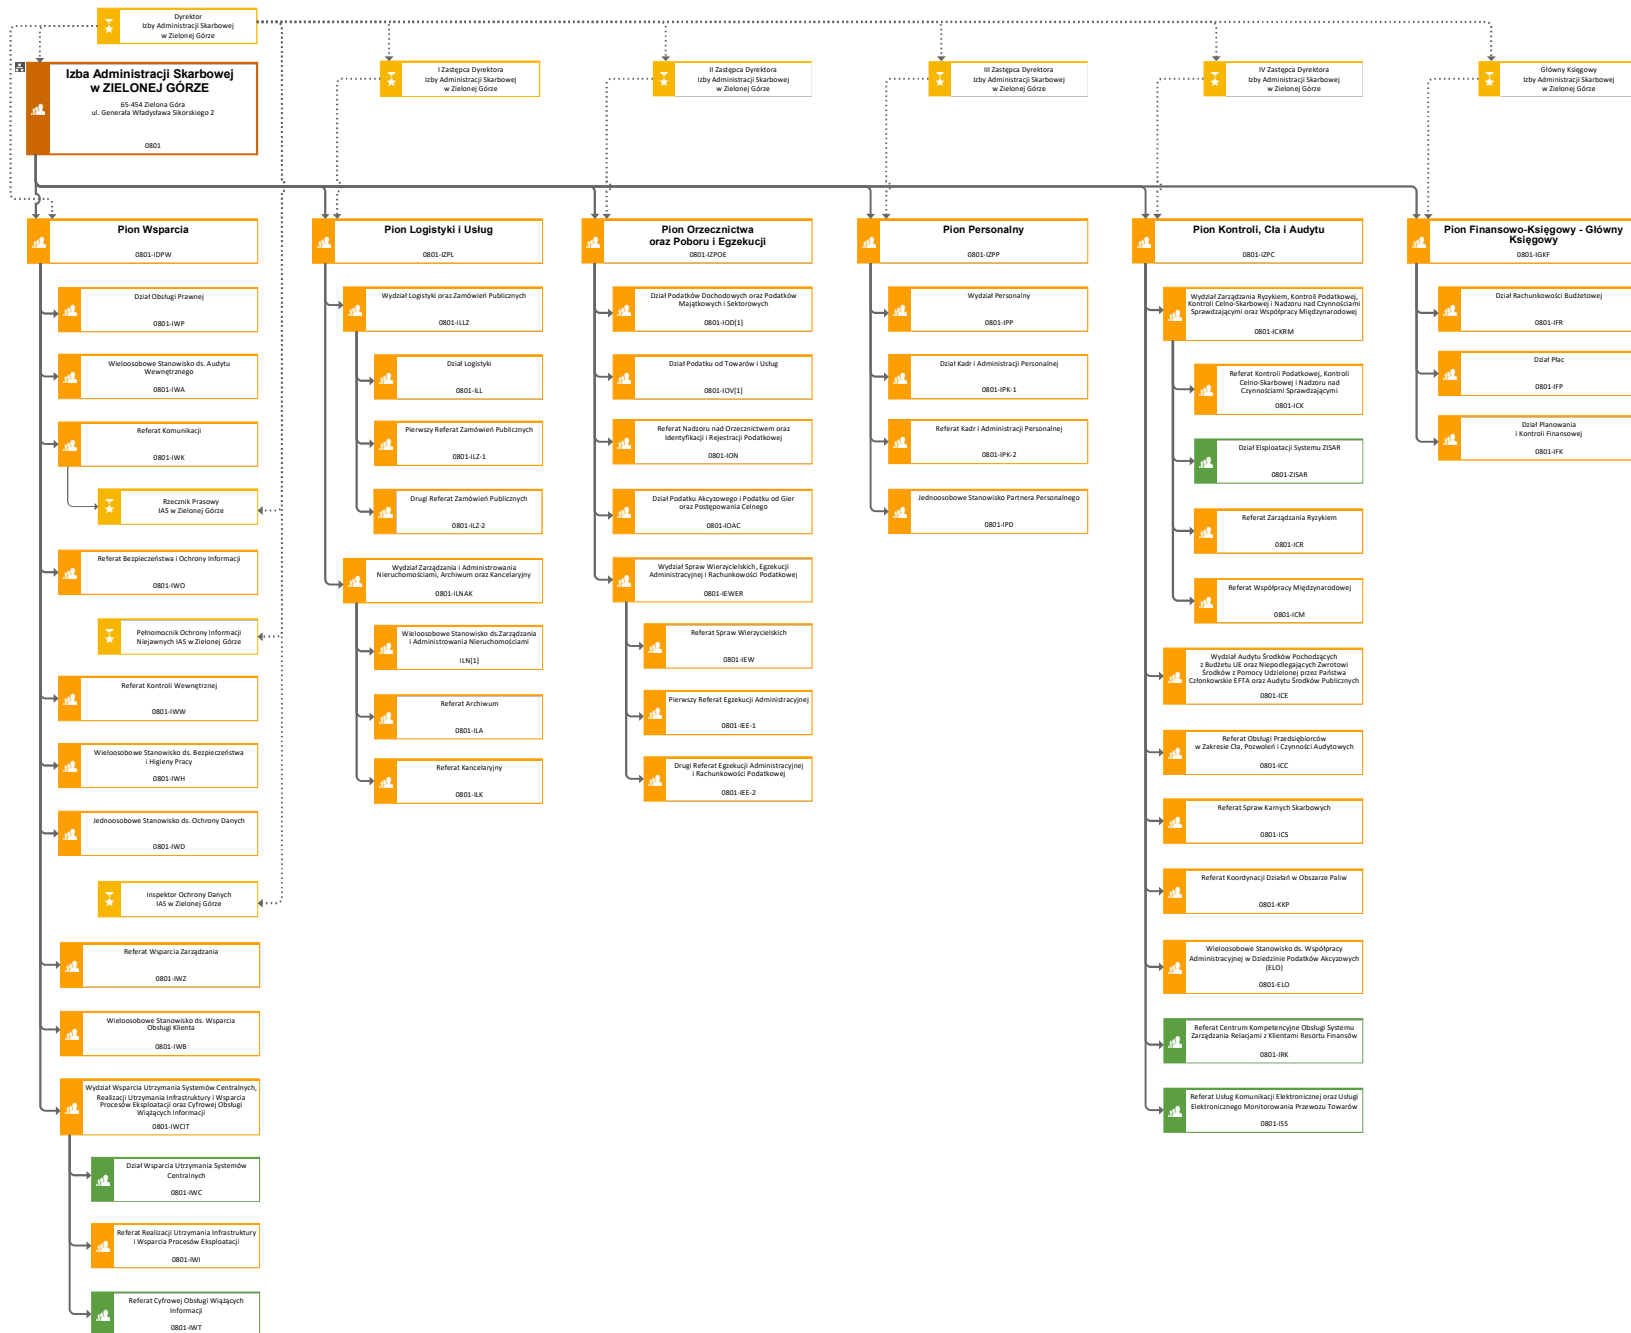 Dyrektor
Izby Administracji Skarbowej
w Zielonej Górze
Izba Administracji Skarbowej
w ZIELONEJ GÓRZE
65-454 Zielona Góra
ul. Generała Władysława Sikorskiego 2
0801
I Zastępca Dyrektora
Izby Administracji Skarbowej
w Zielonej Górze
II Zastępca Dyrektora
Izby Administracji Skarbowej
w Zielonej Górze
III Zastępca Dyrektora
Izby Administracji Skarbowej
w Zielonej Górze
IV Zastępca Dyrektora
Izby Administracji Skarbowej
w Zielonej Górze
Główny Księgowy
Izby Administracji Skarbowej
w Zielonej Górze
Pion Wsparcia
0801-IDPW
Dział Obsługi Prawnej
0801-IWP
Wieloosobowe Stanowisko ds. Audytu
Wewnętrznego
0801-IWA
Referat Komunikacji
0801-IWK
Rzecznik Prasowy
IAS w Zielonej Górze
Referat Bezpieczeństwa i Ochrony Informacji
0801-IWO
Pełnomocnik Ochrony Informacji
Niejawnych IAS w Zielonej Górze
Referat Kontroli Wewnętrznej
0801-IWW
Wieloosobowe Stanowisko ds. Bezpieczeństwa
i Higieny Pracy
0801-IWH
Jednoosobowe Stanowisko ds. Ochrony Danych
0801-IWD
Inspektor Ochrony Danych
IAS w Zielonej Górze
Referat Wsparcia Zarządzania
0801-IWZ
Wieloosobowe Stanowisko ds. Wsparcia
Obsługi Klienta
0801-IWB
Wydział Wsparcia Utrzymania Systemów Centralnych,
Realizacji Utrzymania Infrastruktury i Wsparcia
Procesów Eksploatacji oraz Cyfrowej Obsługi
Wiążących Informacji
0801-IWCIT
Dział Wsparcia Utrzymania Systemów
Centralnych
0801-IWC
Referat Realizacji Utrzymania Infrastruktury
i Wsparcia Procesów Eksploatacji
0801-IWI
Referat Cyfrowej Obsługi Wiążących
Informacji
0801-IWT
Pion Logistyki i Usług
0801-IZPL
Wydział Logistyki oraz Zamówień Publicznych
0801-ILLZ
Dział Logistyki
0801-ILL
Pierwszy Referat Zamówień Publicznych
0801-ILZ-1
Drugi Referat Zamówień Publicznych
0801-ILZ-2
Wydział Zarządzania i Administrowania
Nieruchomościami, Archiwum oraz Kancelaryjny
0801-ILNAK
Wieloosobowe Stanowisko ds.Zarządzania
i Administrowania Nieruchomościami
ILN[1]
Referat Archiwum
0801-ILA
Referat Kancelaryjny
0801-ILK
Pion Orzecznictwa
oraz Poboru i Egzekucji
0801-IZPOE
Dział Podatków Dochodowych oraz Podatków
Majątkowych i Sektorowych
0801-IOD[1]
Dział Podatku od Towarów i Usług
0801-IOV[1]
Referat Nadzoru nad Orzecznictwem oraz
Identyfikacji i Rejestracji Podatkowej
0801-ION
Dział Podatku Akcyzowego i Podatku od Gier
oraz Postępowania Celnego
0801-IOAC
Wydział Spraw Wierzycielskich, Egzekucji
Administracyjnej i Rachunkowości Podatkowej
0801-IEWER
Referat Spraw Wierzycielskich
0801-IEW
Pierwszy Referat Egzekucji Administracyjnej
0801-IEE-1
Drugi Referat Egzekucji Administracyjnej
i Rachunkowości Podatkowej
0801-IEE-2
Pion Personalny
0801-IZPP
Wydział Personalny
0801-IPP
Dział Kadr i Administracji Personalnej
0801-IPK-1
Referat Kadr i Administracji Personalnej
0801-IPK-2
Jednoosobowe Stanowisko Partnera Personalnego
0801-IPD
Pion Kontroli, Cła i Audytu
0801-IZPC
Wydział Zarządzania Ryzykiem, Kontroli Podatkowej,
Kontroli Celno-Skarbowej i Nadzoru nad Czynnościami
Sprawdzającymi oraz Współpracy Międzynarodowej
0801-ICKRM
Referat Kontroli Podatkowej, Kontroli
Celno-Skarbowej i Nadzoru nad
Czynnościami Sprawdzającymi
0801-ICK
Dział Elsploatacji Systemu ZISAR
0801-ZISAR
Referat Zarządzania Ryzykiem
0801-ICR
Referat Współpracy Międzynarodowej
0801-ICM
Wydział Audytu Środków Pochodzących
z Budżetu UE oraz Niepodlegających Zwrotowi
Środków z Pomocy Udzielonej przez Państwa
Członkowskie EFTA oraz Audytu Środków Publicznych
0801-ICE
Referat Obsługi Przedsiębiorców
w Zakresie Cła, Pozwoleń i Czynności Audytowych
0801-ICC
Referat Spraw Karnych Skarbowych
0801-ICS
Referat Koordynacji Działań w Obszarze Paliw
0801-KKP
Wieloosobowe Stanowisko ds. Współpracy
Administracyjnej w Dziedzinie Podatków Akcyzowych
(ELO)
0801-ELO
Referat Centrum Kompetencyjne Obsługi Systemu
Zarządzania Relacjami z Klientami Resortu Finansów
0801-IRK
Referat Usług Komunikacji Elektronicznej oraz Usługi
Elektronicznego Monitorowania Przewozu Towarów
0801-ISS
Pion Finansowo-Księgowy - Główny
Księgowy
0801-IGKF
Dział Rachunkowości Budżetowej
0801-IFR
Dział Płac
0801-IFP
Dział Planowania
i Kontroli Finansowej
0801-IFK